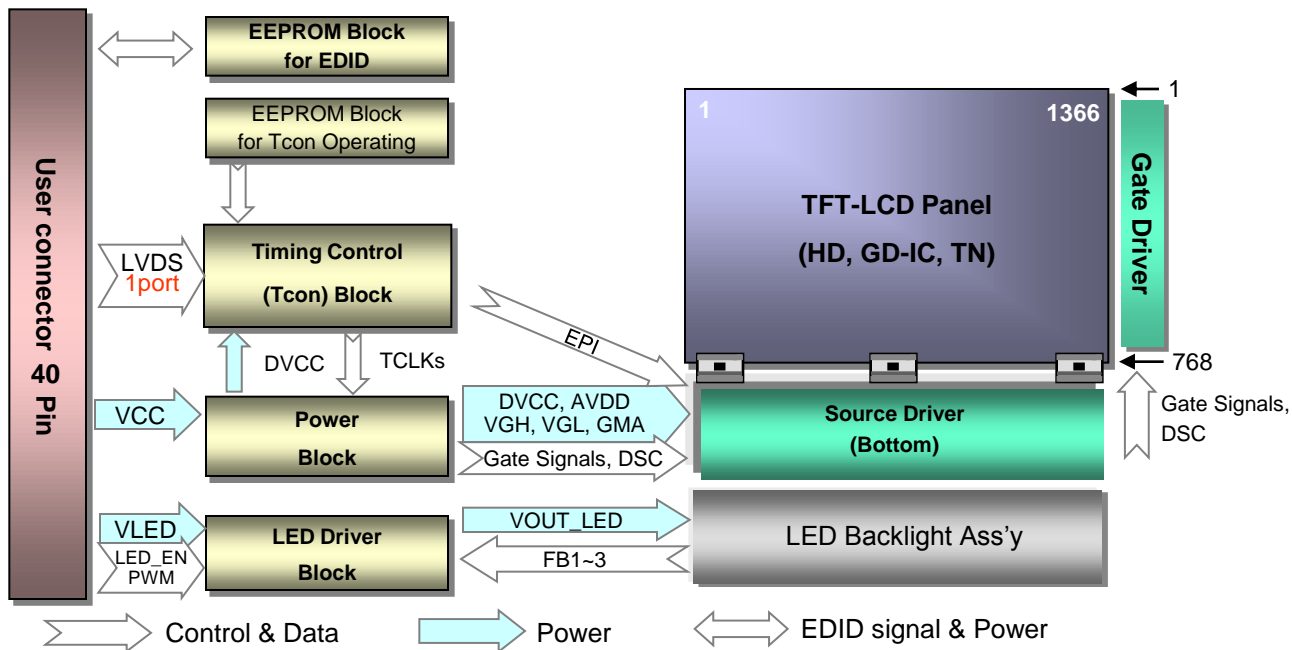 User connector 40 Pin
EEPROM Block
for EDID
EEPROM Block
for Tcon Operating
LVDS
1port
Timing Control
(Tcon) Block
DVCC
TCLKs
VCC
Power
Block
VLED
LED_EN
PWM
LED Driver
Block
EPI
DVCC, AVDD
VGH, VGL, GMA
Gate Signals, DSC
VOUT_LED
FB1~3
1
1366
TFT-LCD Panel
(HD, GD-IC, TN)
1
Gate Driver
768
Source Driver
(Bottom)
Gate Signals,
DSC
LED Backlight Ass'y
Control & Data
Power
EDID signal & Power